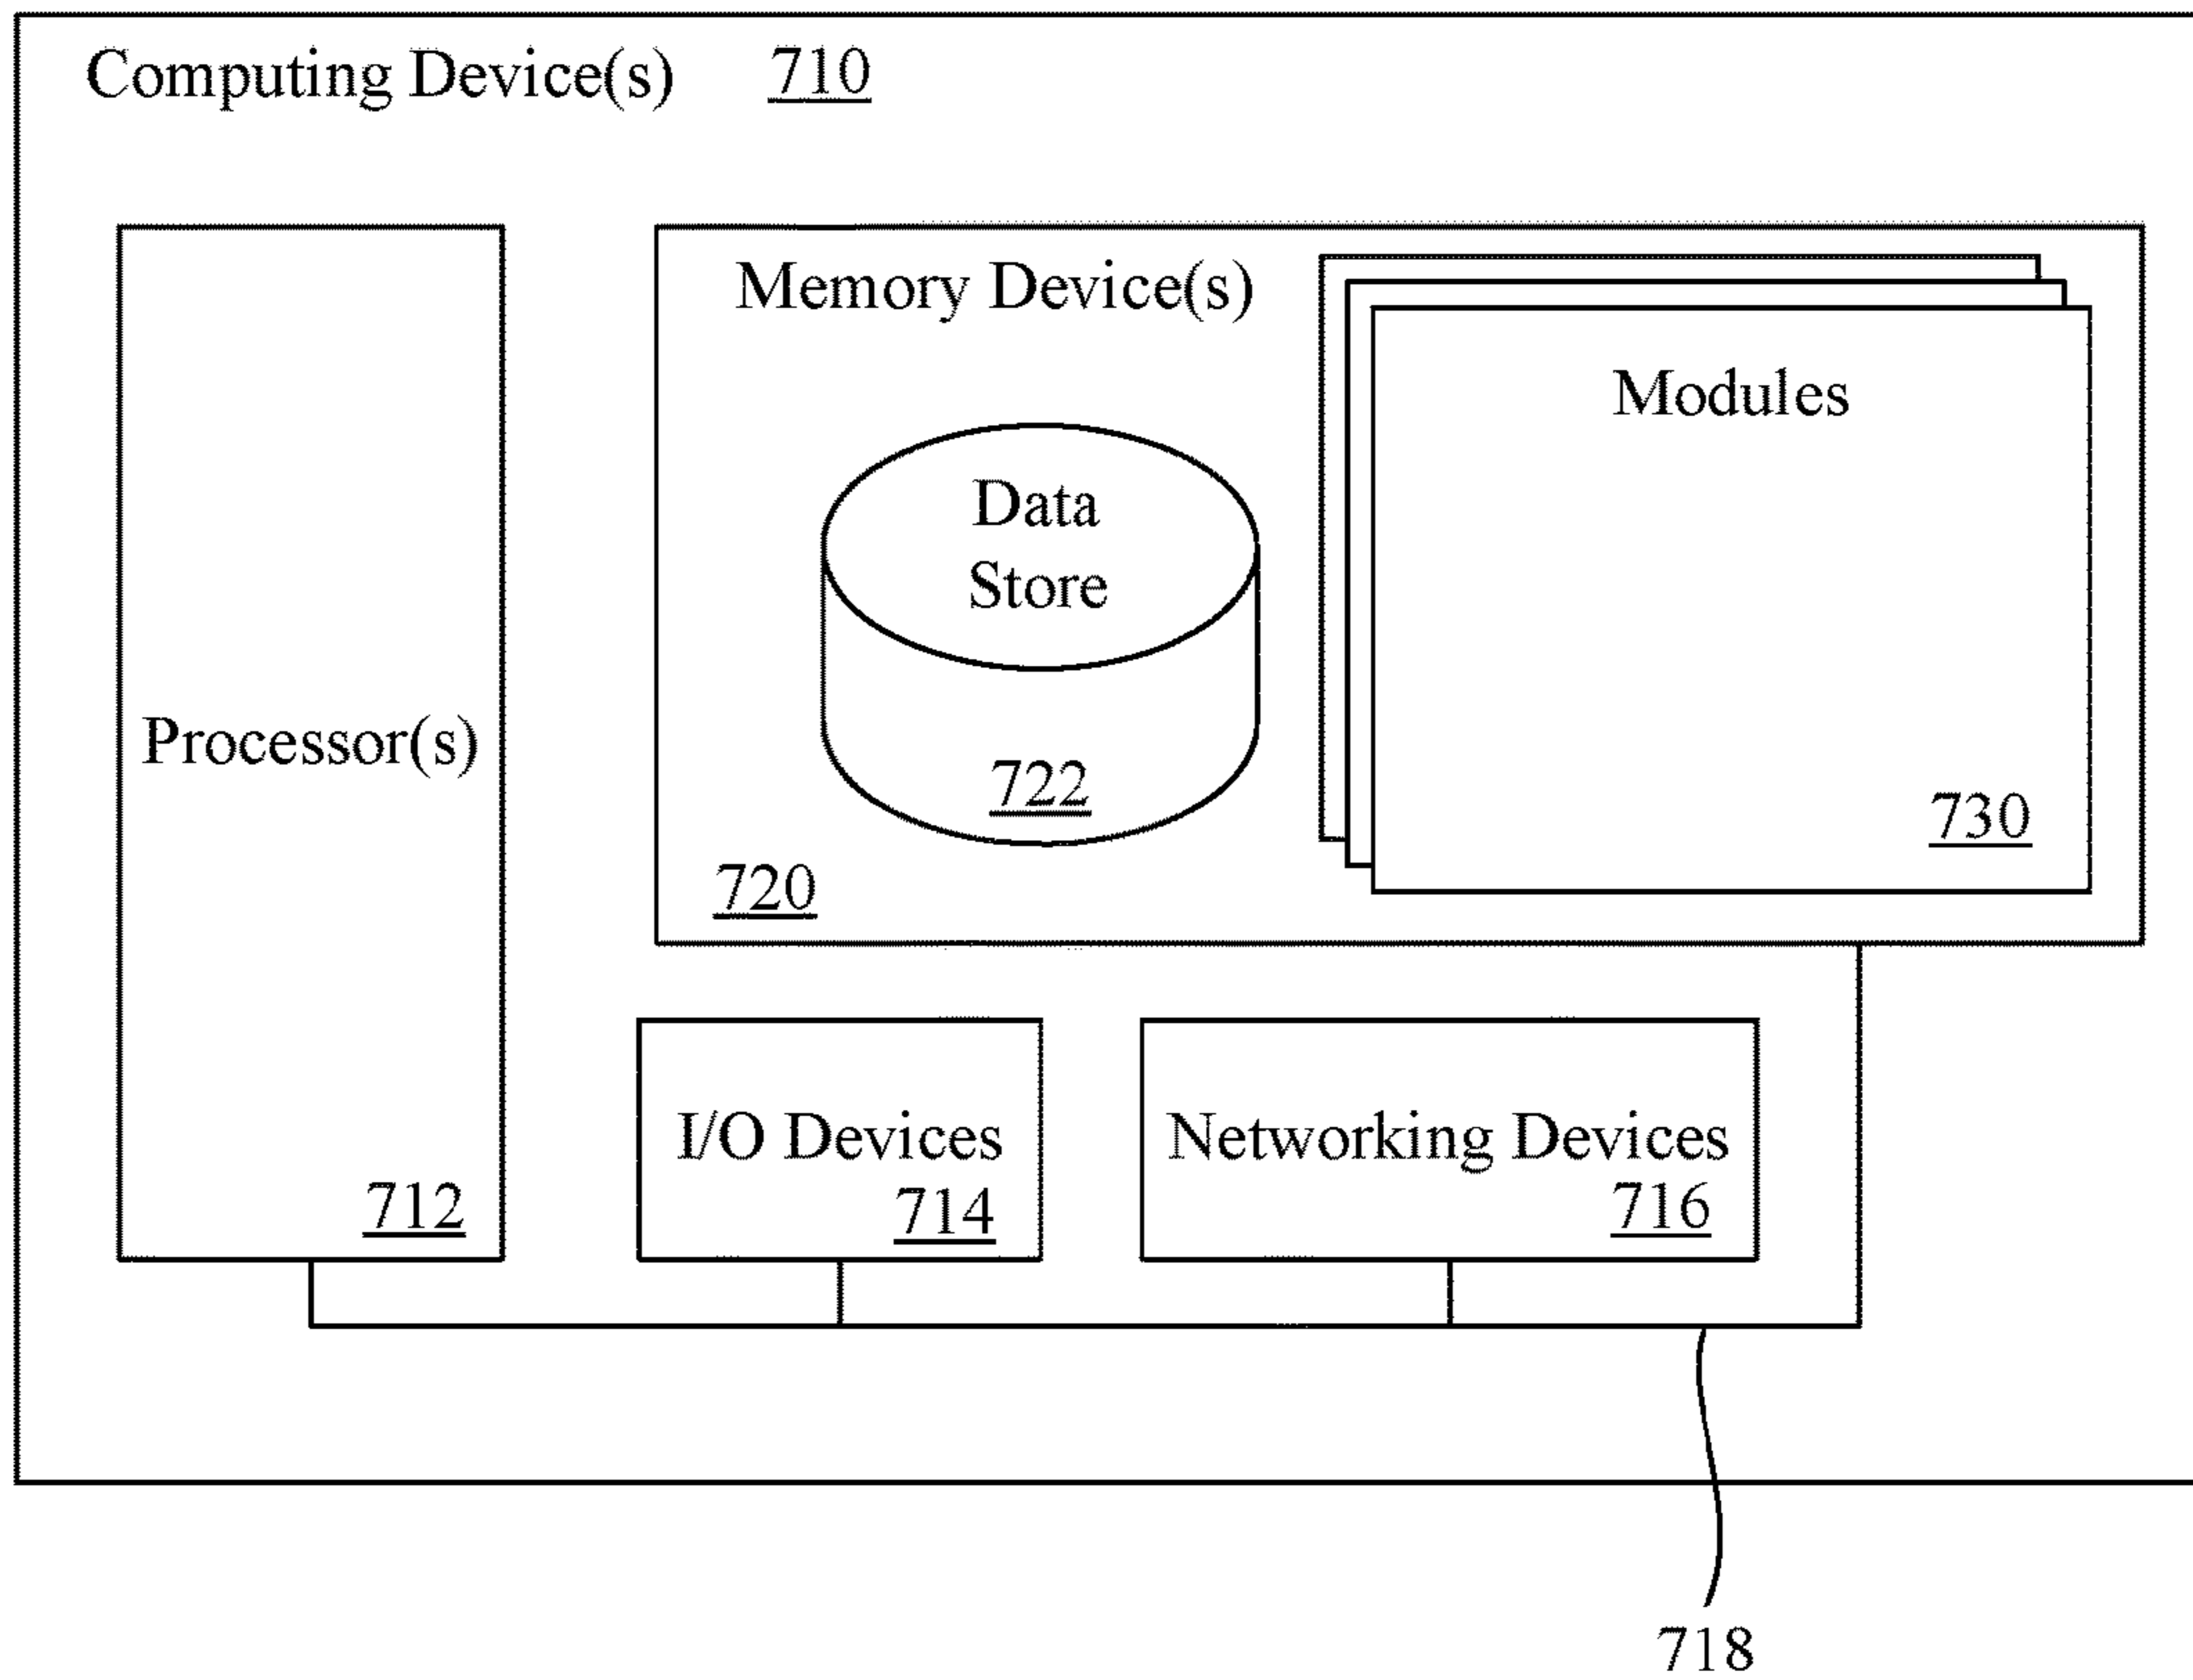 Computing Device(s) 710
Memory Device(s)
Modules
Data
Store
Processor(s)
722
730
720
I/O Devices
Networking Devices
712
714
716
718